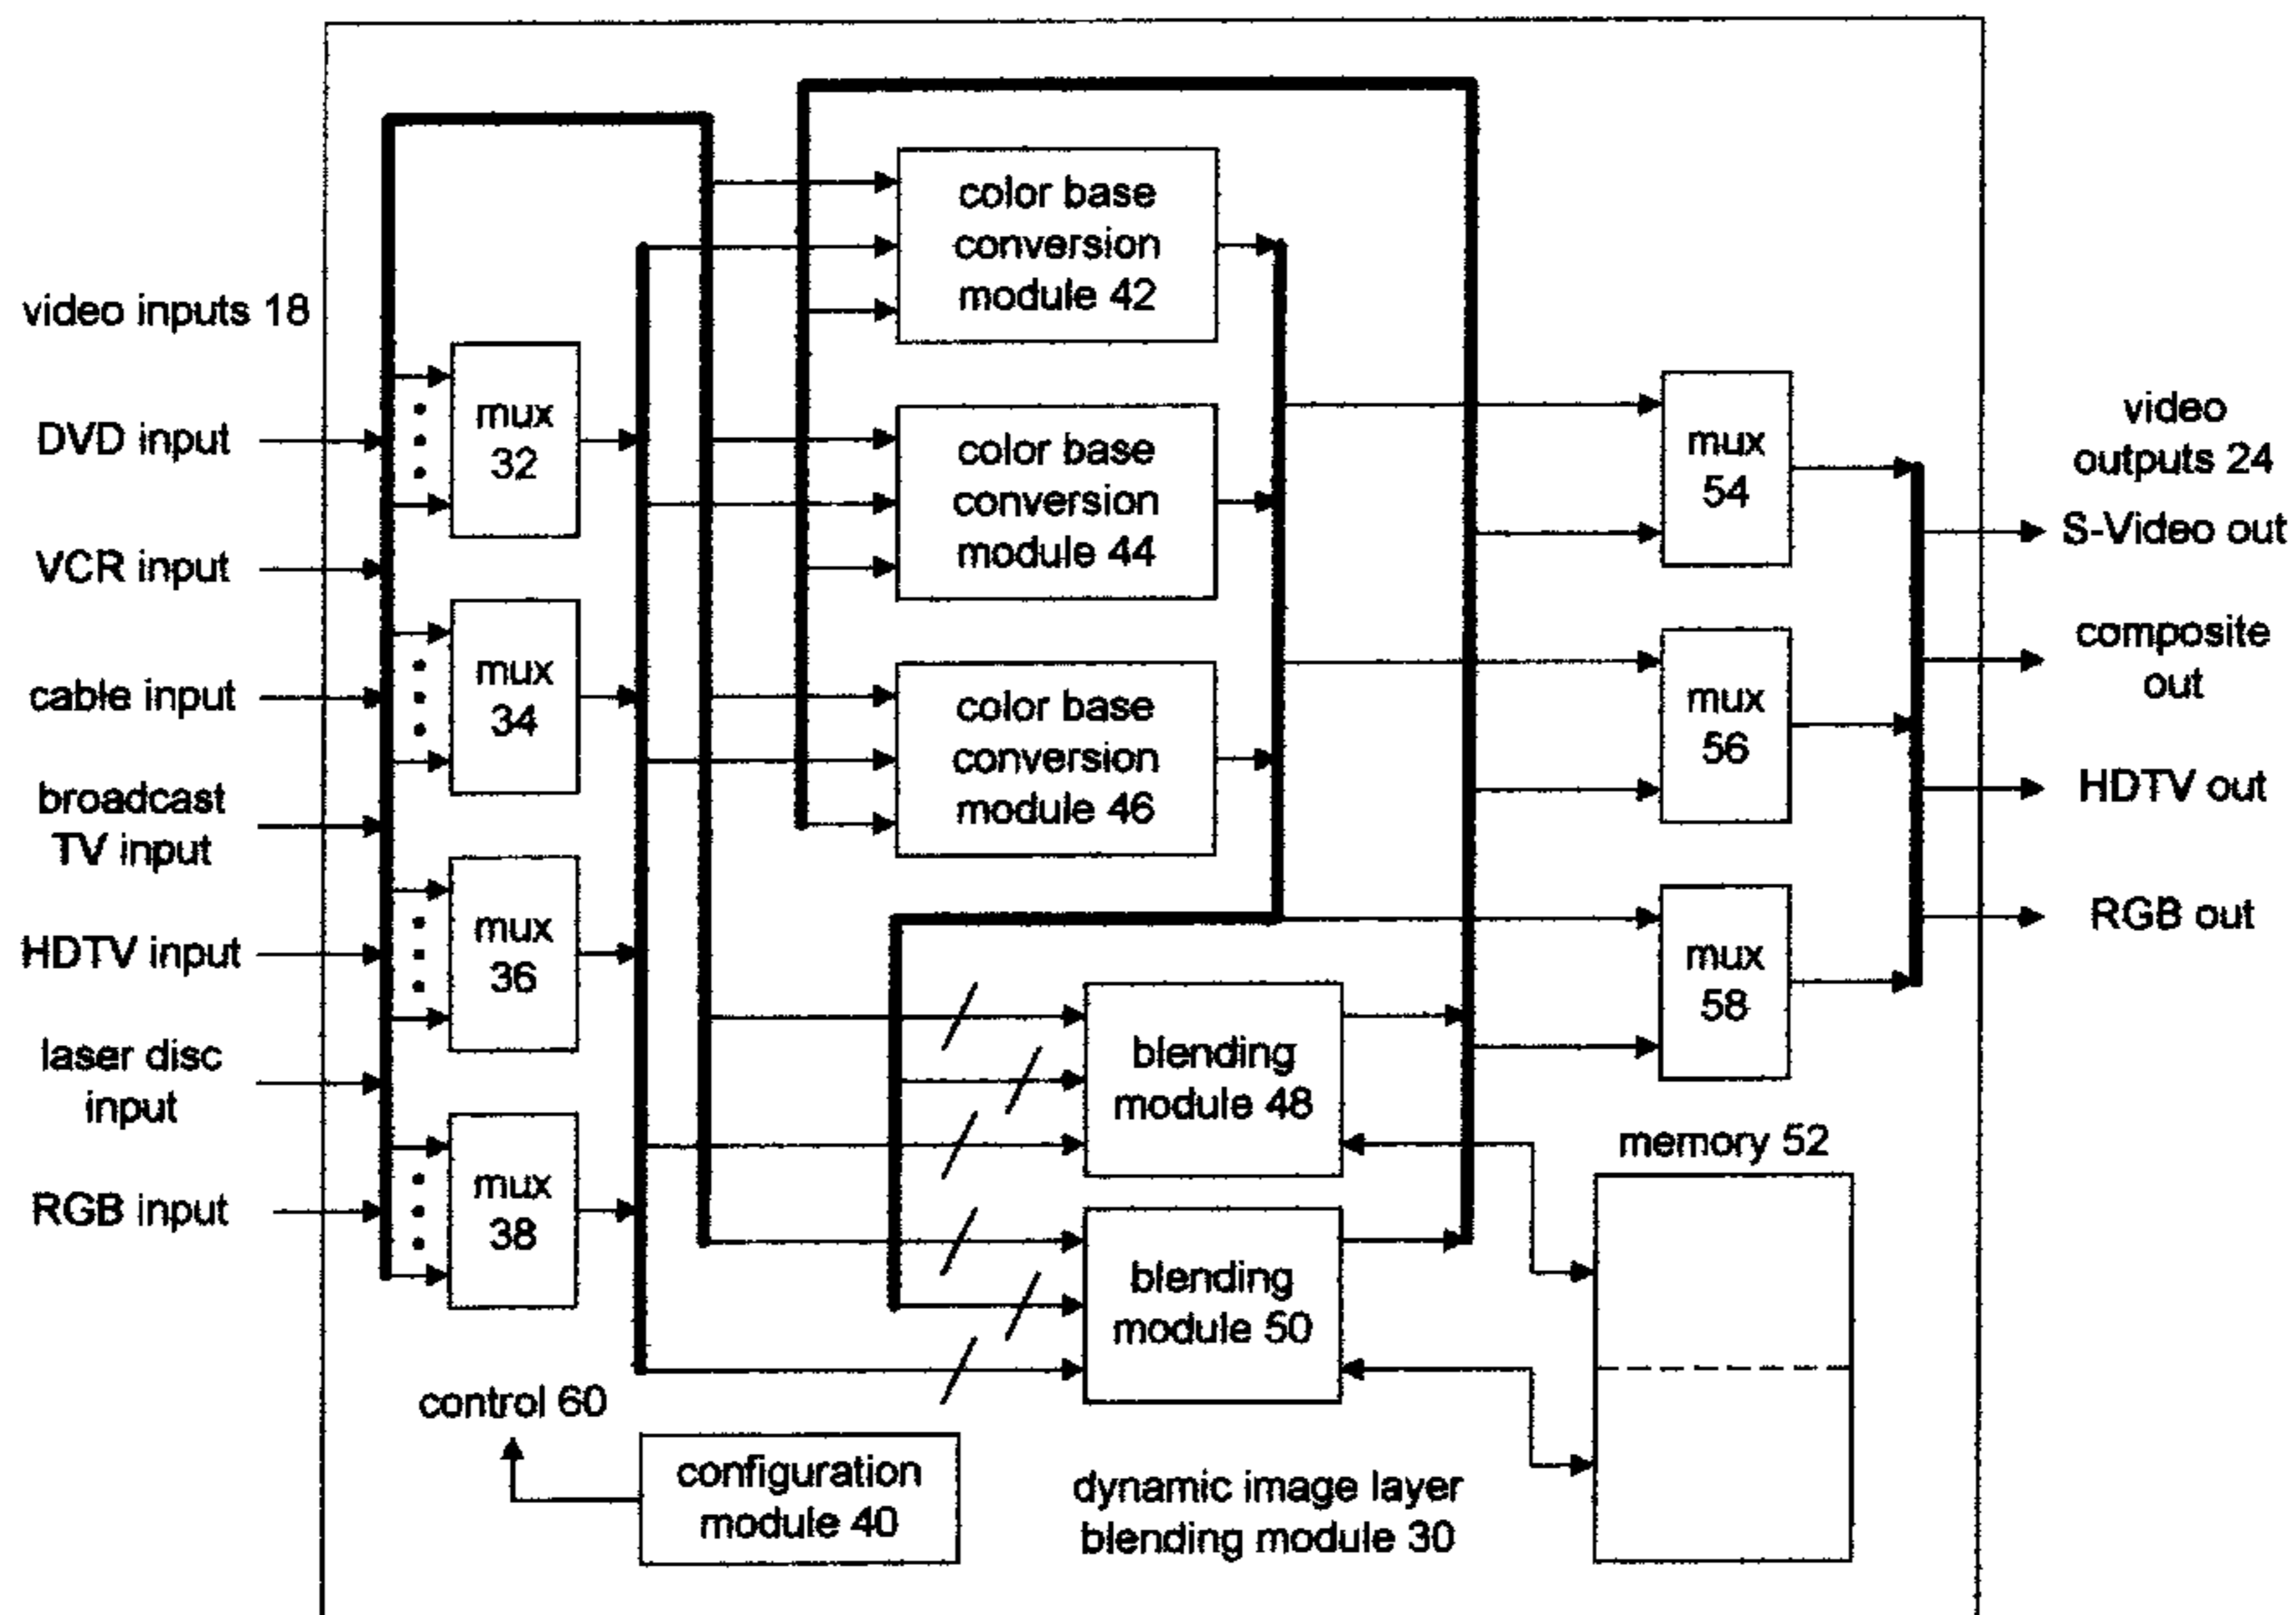 video inputs 18
DVD input
VCR input
cable input
broadcast
TV input
HDTV input
laser disc
input
RGB input
mux
32
mux
34
mux
36
mux
38
color base
conversion
module 42
color base
conversion
module 44
color base
conversion
module 46
blending
module 48
blending
module 50
control 60
configuration
module 40
dynamic image layer
blending module 30
mux
54
mux
56
mux
58
memory 52
video
outputs 24
S-Video out
composite
out
HDTV out
RGB out